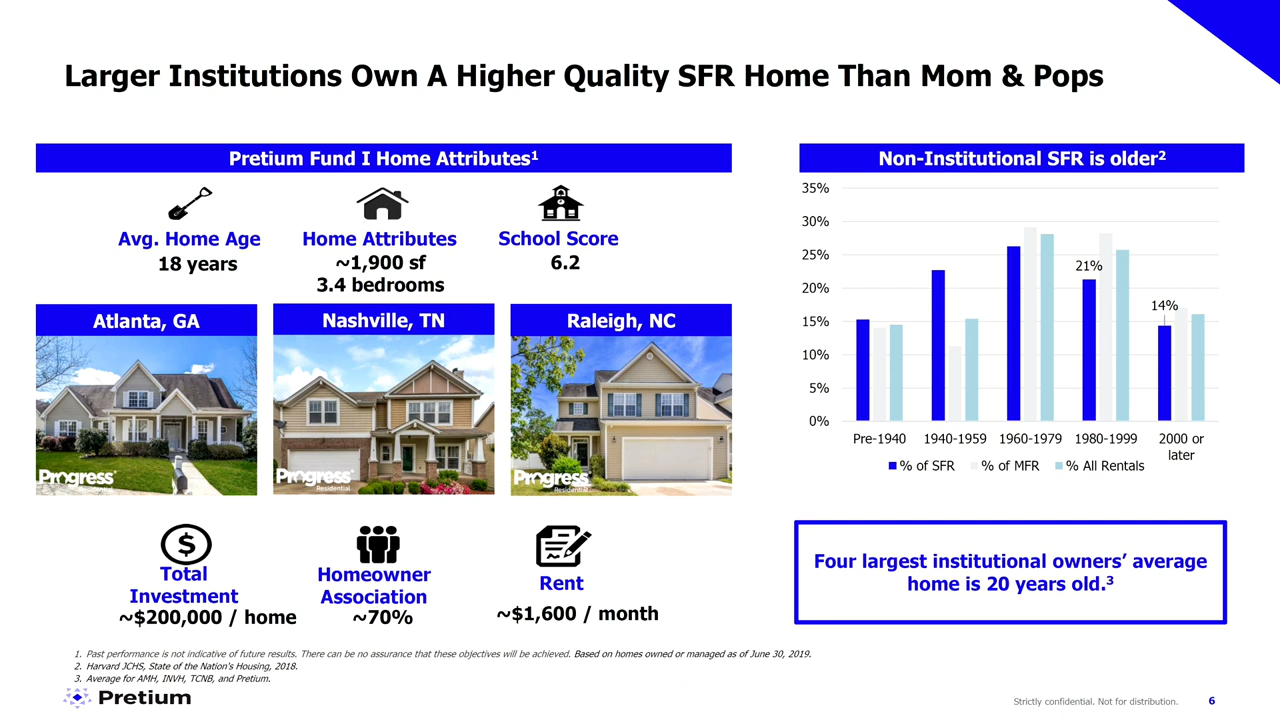 Larger Institutions Own A Higher Quality SFR Home Than Mom & Pops
Pretium Fund I Home Attributes1
Avg. Home Age
18 years
Home Attributes
~1,900 sf
3.4 bedrooms
School Score
6.2
Atlanta, GA
Nashville, TN
Raleigh, NC
Progress
Progress
Residential
Progress
Residential
Total
Investment
~$200,000 / home
Homeowner
Association
~70%
Rent
~$1,600 / month
Non-Institutional SFR is older2
35%
30%
25%
20%
15%
10%
5%
0%
21%
14%
Pre-1940
1940-1959
1960-1979
1980-1999
2000 or
later
% of SFR
% of MFR
% All Rentals
Four largest institutional owners’ average
home is 20 years old.3
1. Past performance is not indicative of future results. There can be no assurance that these objectives will be achieved. Based on homes owned or managed as of June 30, 2019.
2. Harvard JCHS, State of the Nation's Housing, 2018.
3. Average for AMH, INVH, TCNB, and Pretium.
Pretium
Strictly confidential. Not for distribution.
6